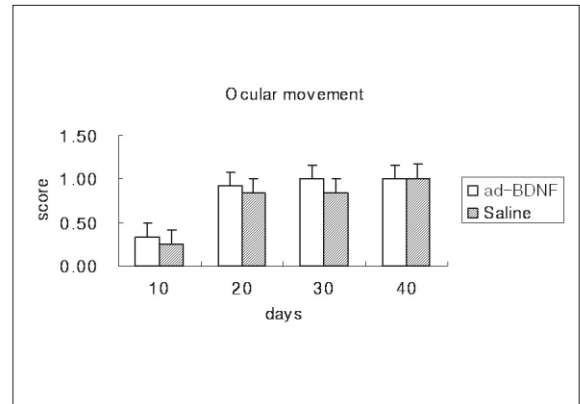 Ocular movement
1.50
1.00
0.50
0.00
score
10 20 30 40
days
ad-BDNF
Saline